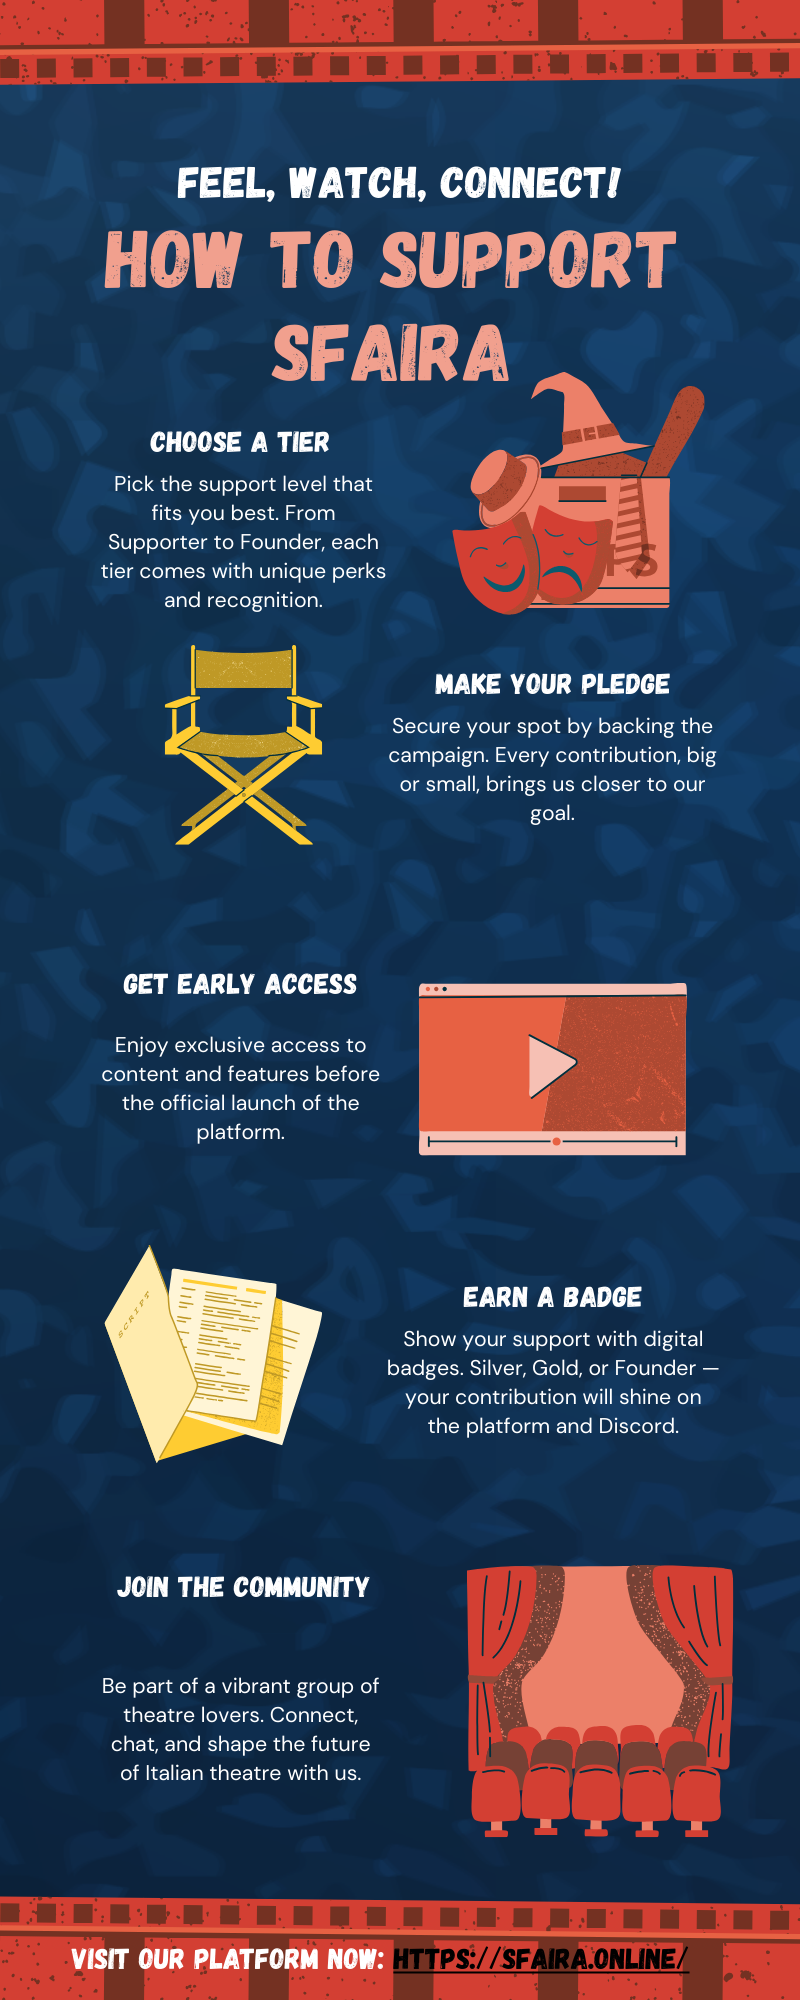 FEEL, WATCH, CONNECT!
HOW TO SUPPORT
SFAIRA
CHOOSE A TIER
Pick the support level that
fits you best. From
Supporter to Founder, each
tier comes with unique perks
and recognition.
MAKE YOUR PLEDGE
Secure your spot by backing the
campaign. Every contribution, big
or small, brings us closer to our
goal.
GET EARLY ACCESS
Enjoy exclusive access to
content and features before
the official launch of the
platform.
SCRIPT
EARN A BADGE
Show your support with digital
badges. Silver, Gold, or Founder —
your contribution will shine on
the platform and Discord.
JOIN THE COMMUNITY
Be part of a vibrant group of
theatre lovers. Connect,
chat, and shape the future
of Italian theatre with us.
VISIT OUR PLATFORM NOW: HTTPS://SFAIRA.ONLINE/